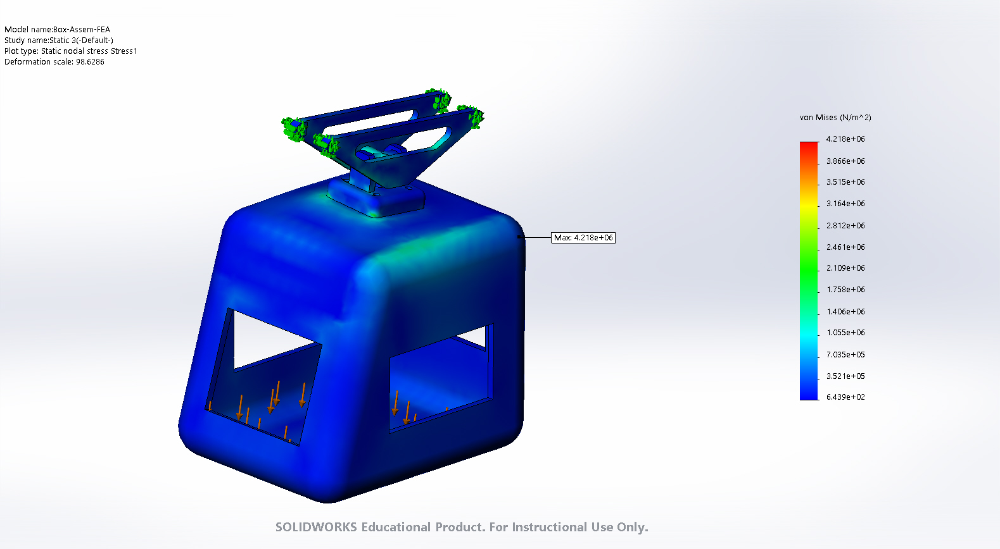 Model name:Box-Assem-FEA
Study name:Static 3(-Default-)
Plot type: Static nodal stress Stress1
Deformation scale: 98.6286
von Mises (N/m^2)
4.218e+06
3.866e+06
3.515e+06
3.164e+06
2.812e+06
2.461e+06
2.109e+06
1.758e+06
1.406e+06
1.055e+06
7.035e+05
3.521e+05
6.439e+02
Max: 4.218e+06
SOLIDWORKS Educational Product. For Instructional Use Only.